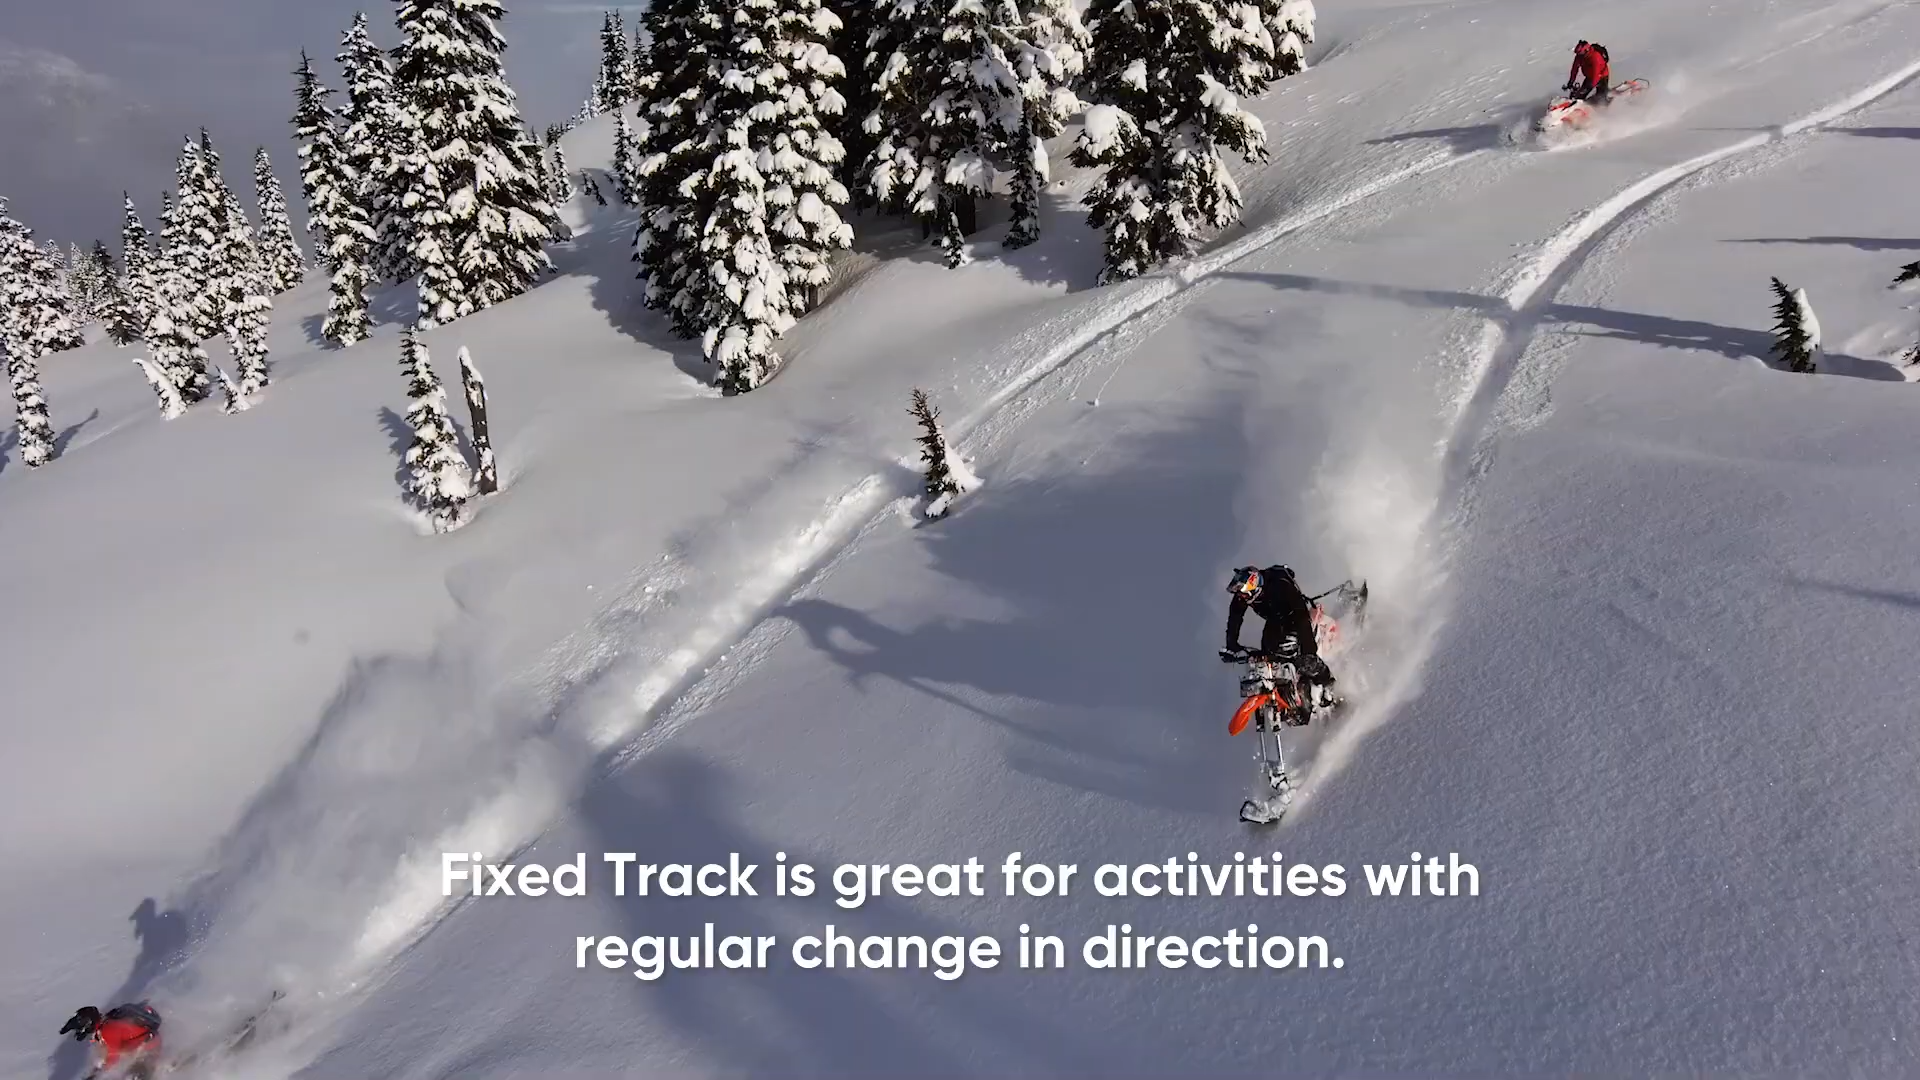 Fixed Track is great for activities with
regular change in direction.